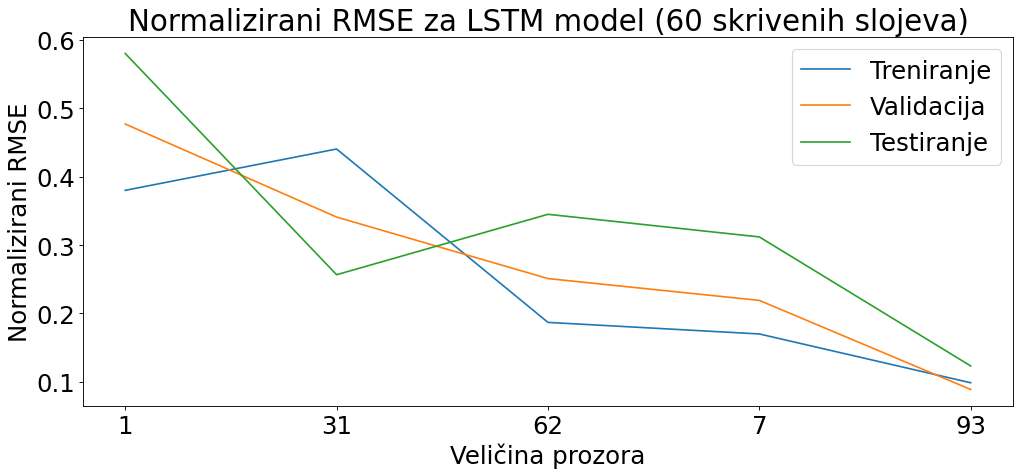 Normalizirani RMSE za LSTM model (60 skrivenih slojeva)
Normalizirani RMSE
0.6
0.5
0.4
0.3
0.2
0.1
Treniranje
Validacija
Testiranje
1 31 62 7 93
Veličina prozora